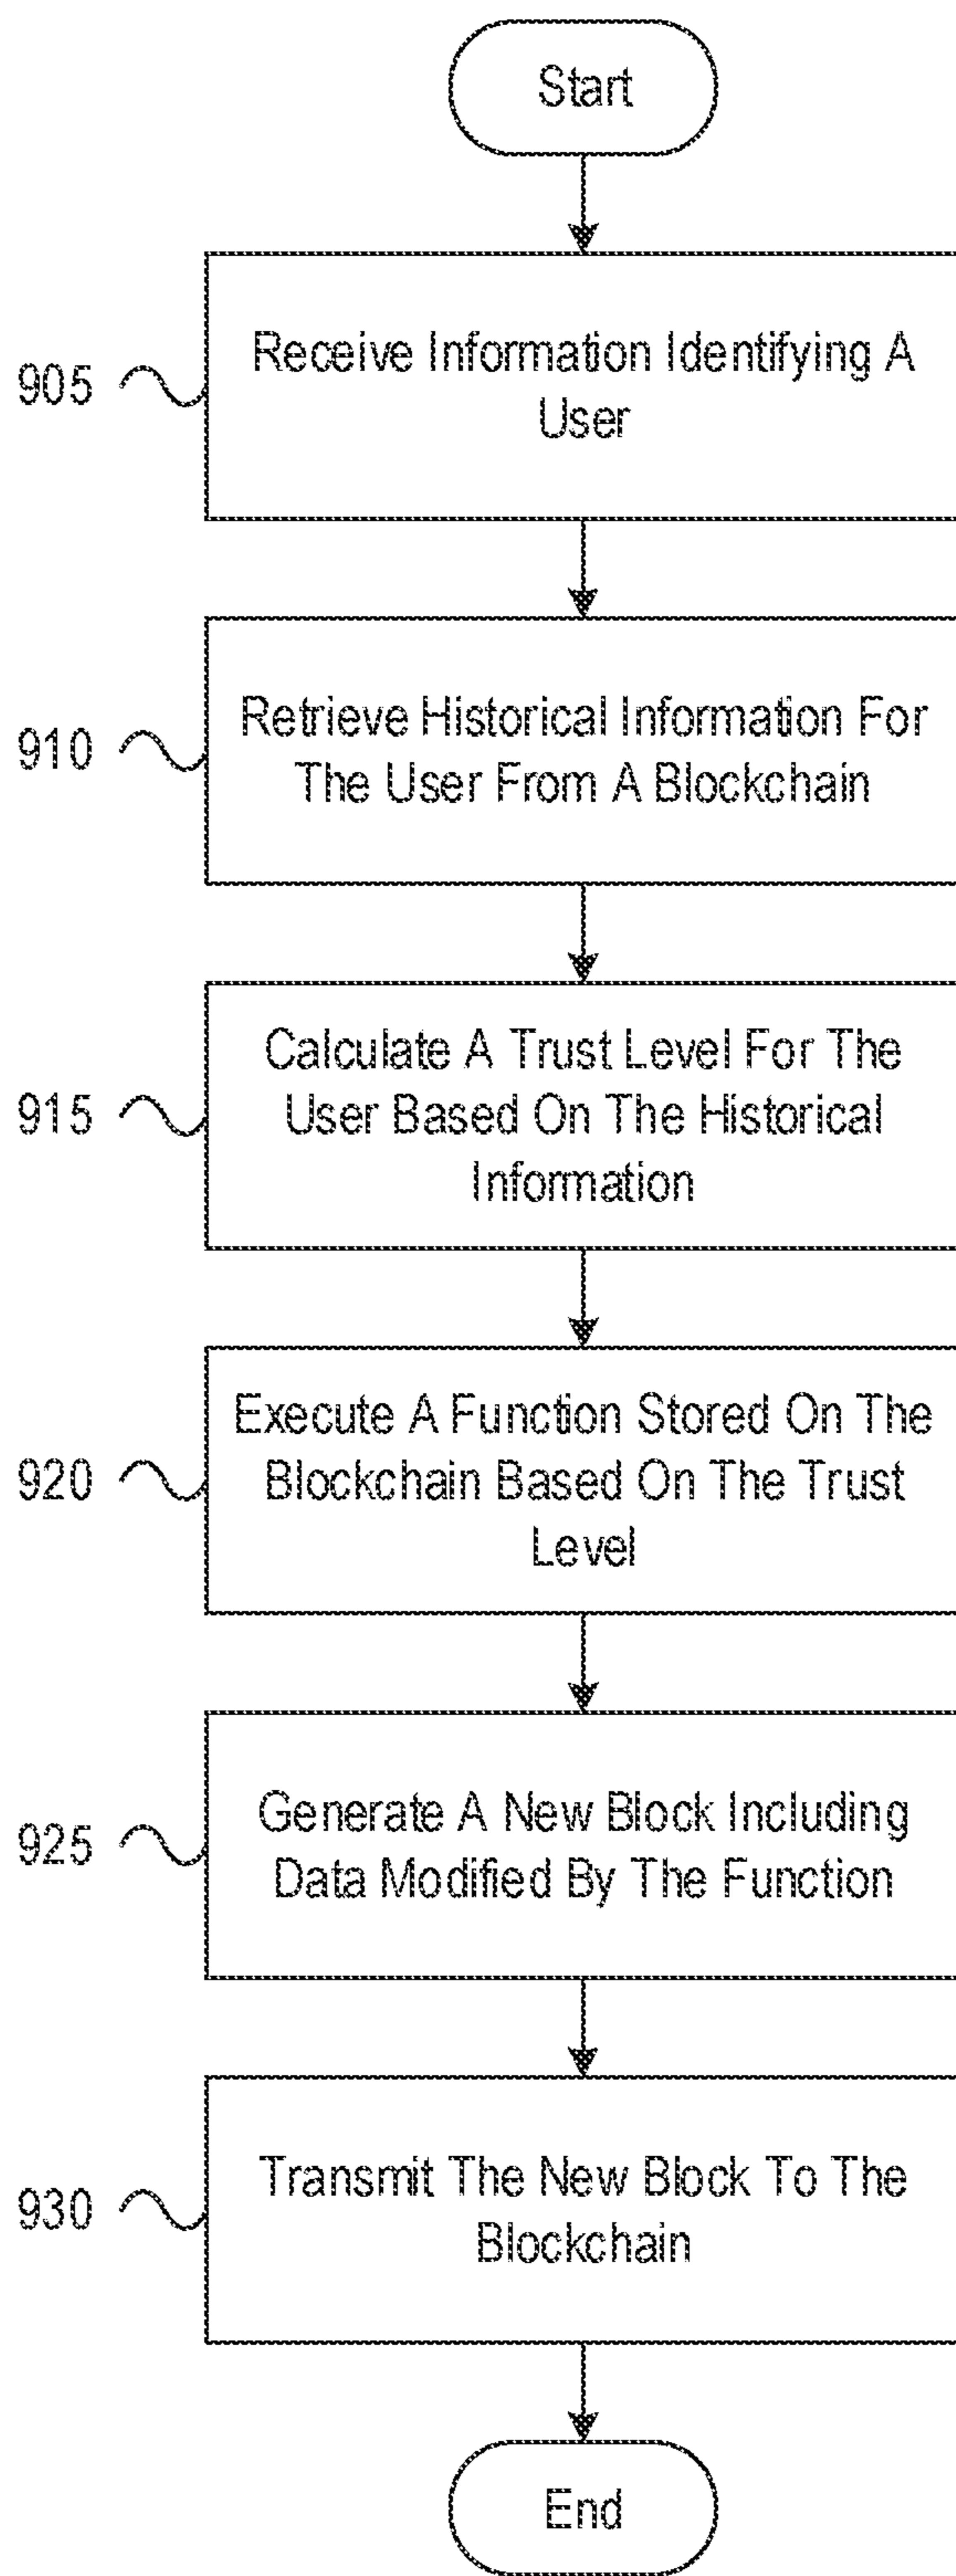 Start
905
Receive Information Identifying A
User
910
Retrieve Historical Information For
The User From A Blockchain
915
Calculate A Trust Level For The
User Based On The Historical
Information
920
Execute A Function Stored On The
Blockchain Based On The Trust
Level
925
Generate A New Block Including
Data Modified By The Function
930
Transmit The New Block To The
Blockchain
End